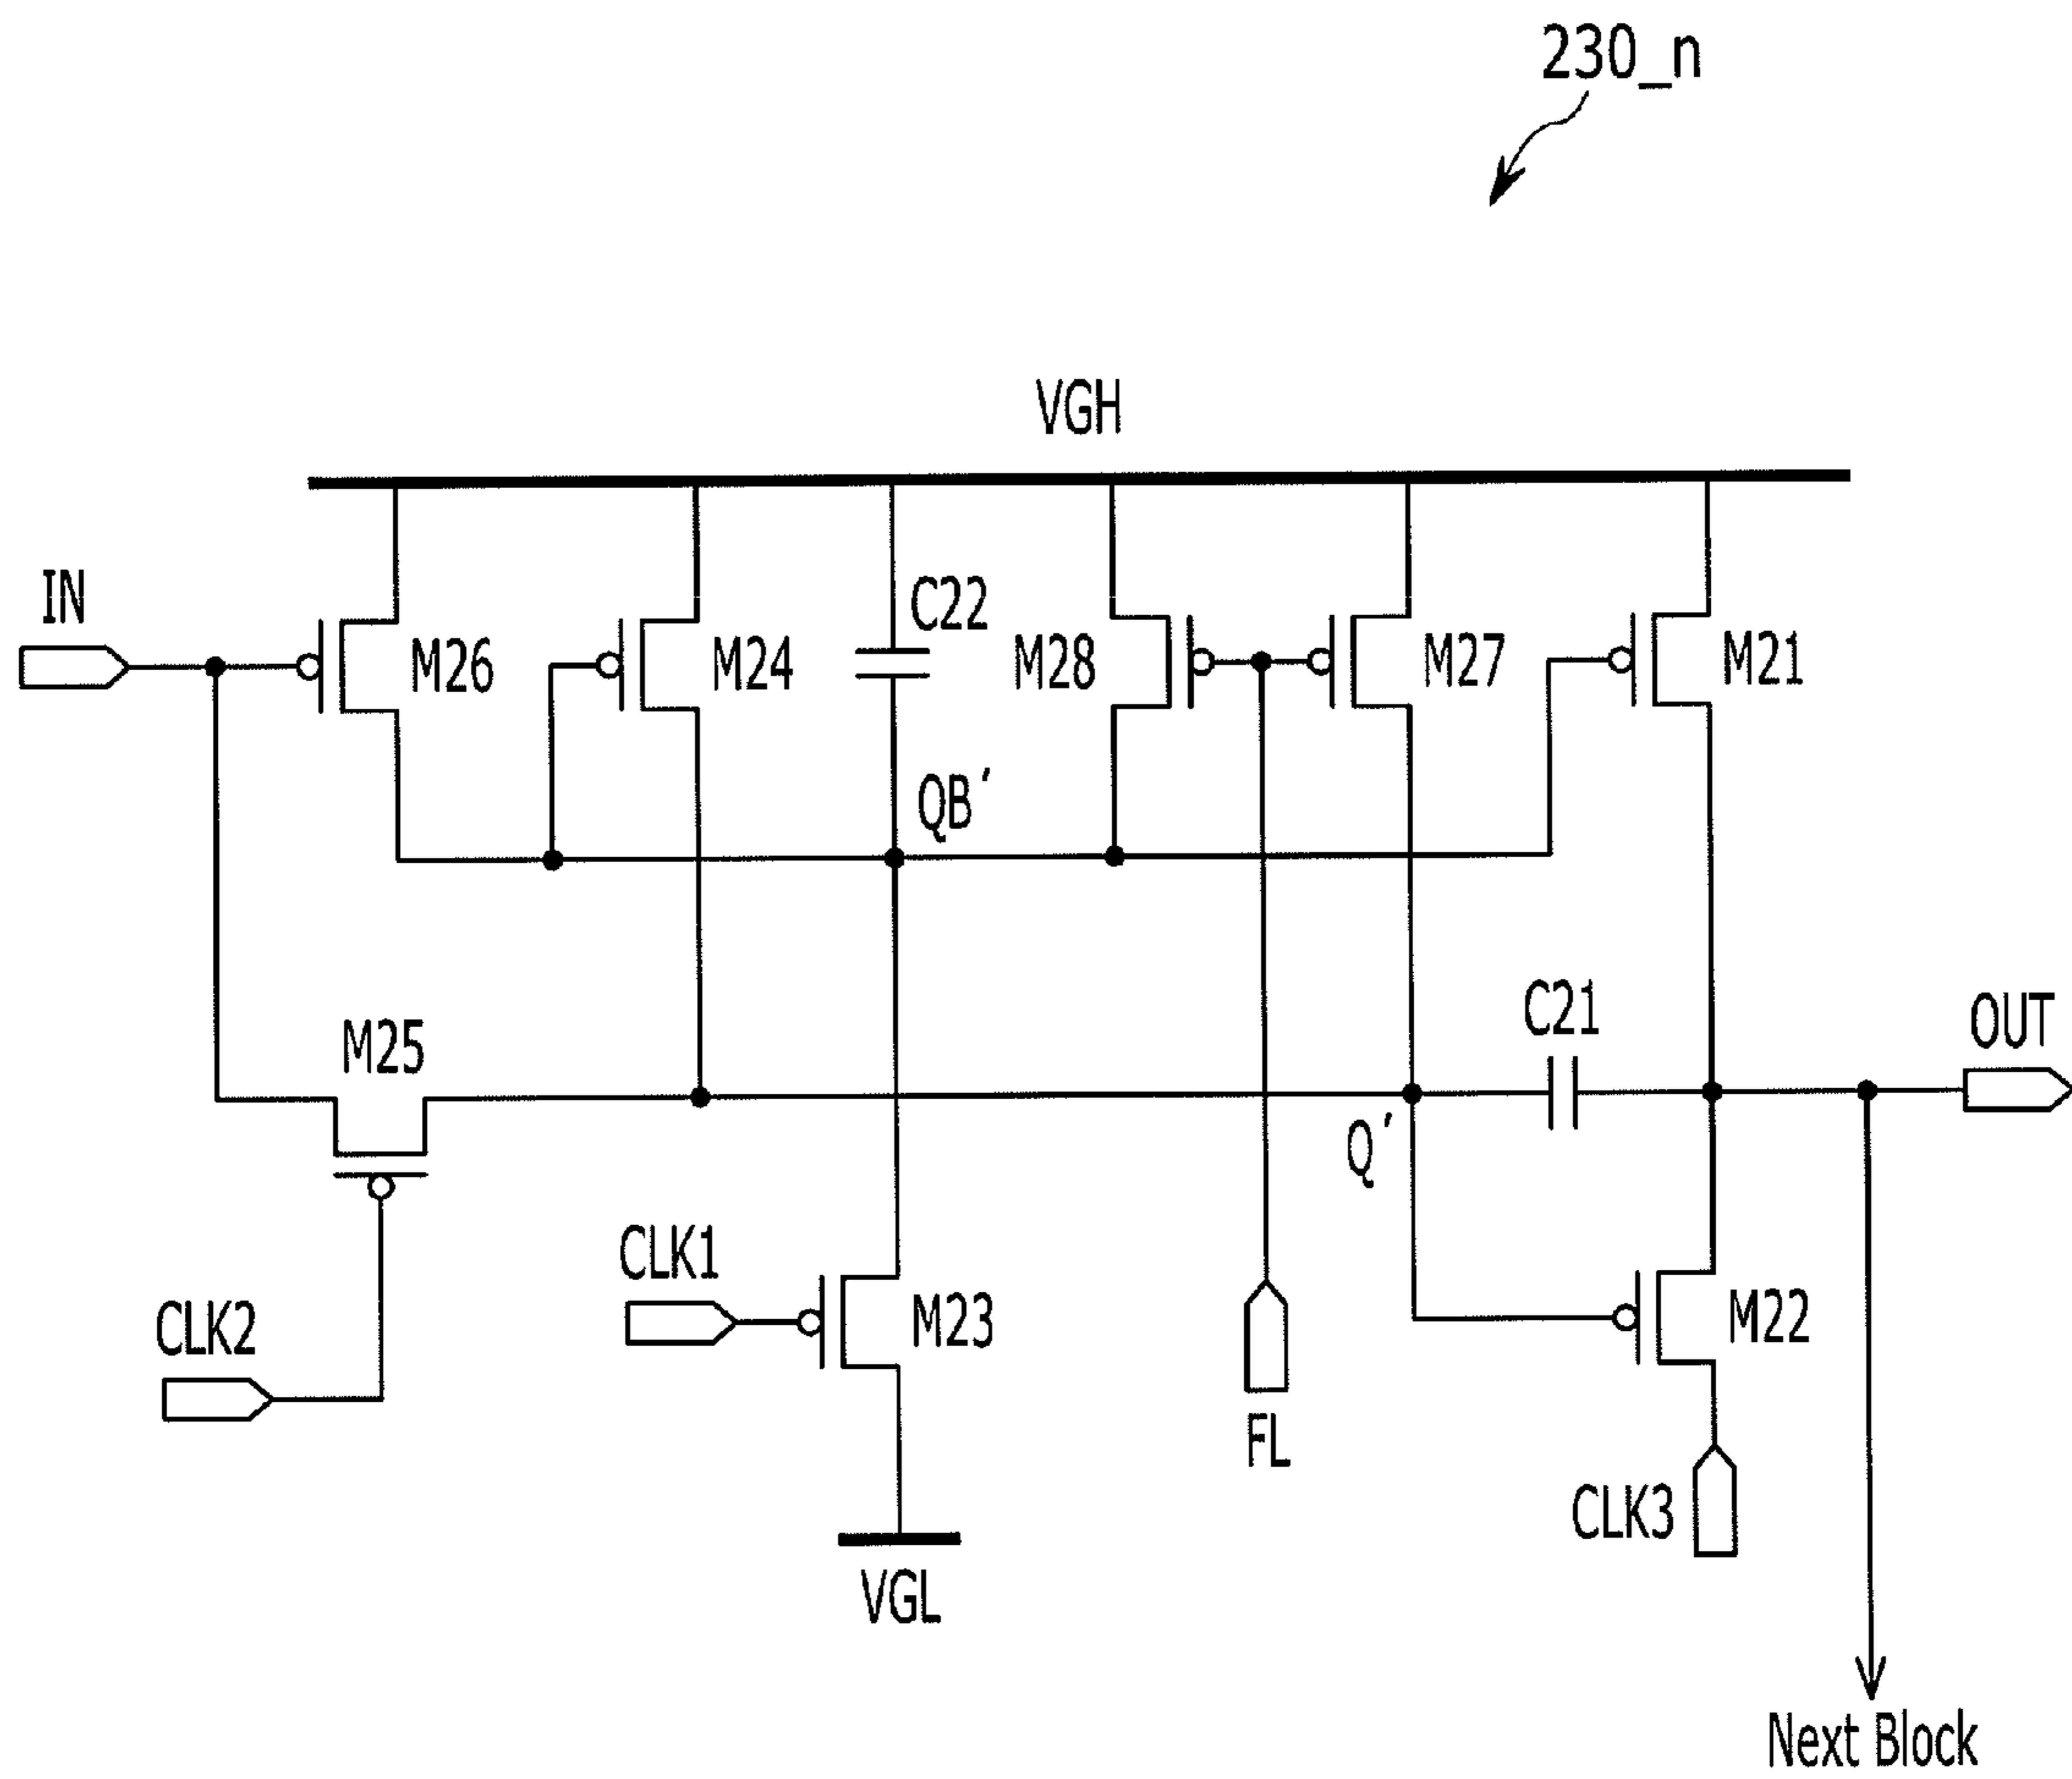 230_n
VGH
IN
M26
M24
C22
M28
M27
M21
QB'
M25
C21
OUT
Q'
CLK1
CLK2
M23
M22
FL
CLK3
VGL
Next Block